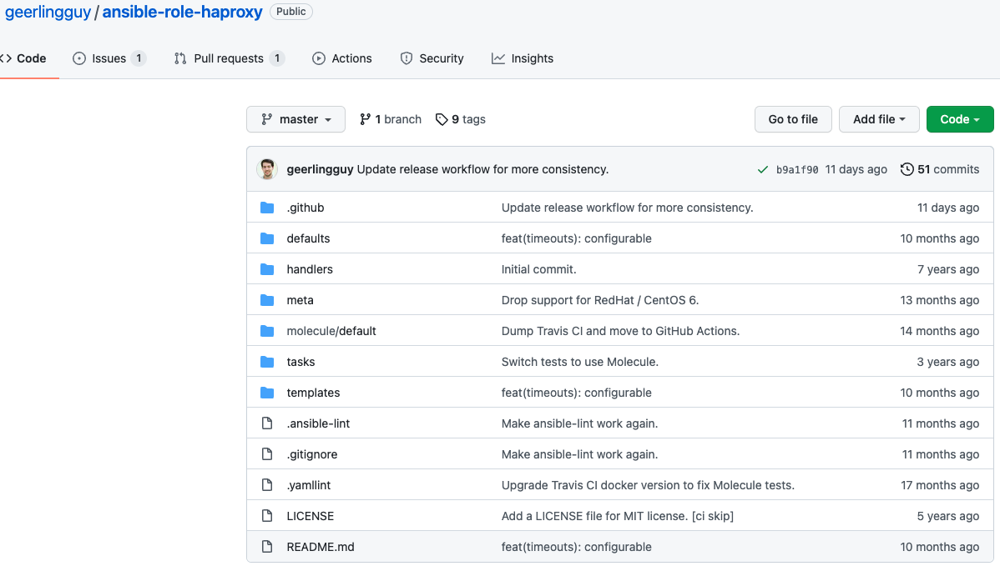 geerlingguy / ansible-role-haproxy Public
<> Code Issues 1 Pull requests 1 Actions Security Insights
master 1 branch 9 tags Go to file Add file Code
geerlingguy Update release workflow for more consistency. b9a1f90 11 days ago 51 commits
.github Update release workflow for more consistency. 11 days ago
defaults feat(timeouts): configurable 10 months ago
handlers Initial commit. 7 years ago
meta Drop support for RedHat / CentOS 6. 13 months ago
molecule/default Dump Travis CI and move to GitHub Actions. 14 months ago
tasks Switch tests to use Molecule. 3 years ago
templates feat(timeouts): configurable 10 months ago
.ansible-lint Make ansible-lint work again. 11 months ago
.gitignore Make ansible-lint work again. 11 months ago
.yamllint Upgrade Travis CI docker version to fix Molecule tests. 17 months ago
LICENSE Add a LICENSE file for MIT license. [ci skip] 5 years ago
README.md feat(timeouts): configurable 10 months ago